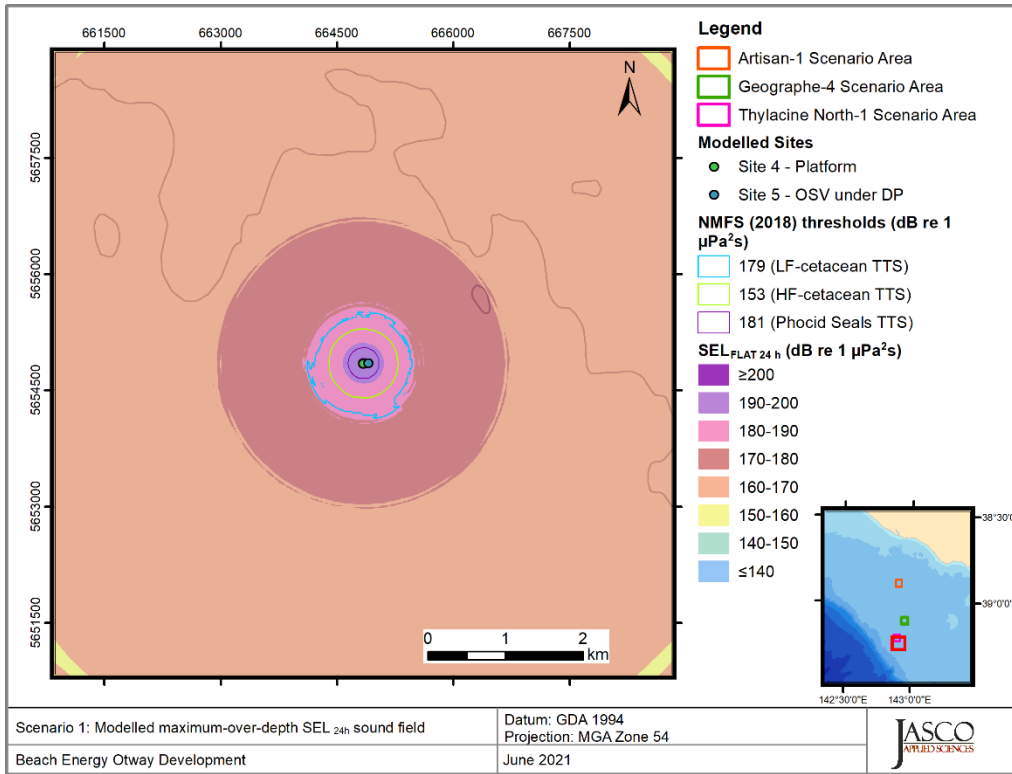 661500 663000 664500 666000 667500
5657500
5656000
5654500
5653000
5651500
N
0 1 2
km
Legend
Artisan-1 Scenario Area
Geographe-4 Scenario Area
Thylacine North-1 Scenario Area
Modelled Sites
Site 4 - Platform
Site 5 - OSV under DP
NMFS (2018) thresholds (dB re 1
µPa²s)
179 (LF-cetacean TTS)
153 (HF-cetacean TTS)
181 (Phocid Seals TTS)
SEL FLAT 24 h (dB re 1 µPa²s)
≥200
190-200
180-190
170-180
160-170
150-160
140-150
≤140
38°30'0
39°0'0
142°30'0"E 143°0'0"E
Scenario 1: Modelled maximum-over-depth SEL 24h sound field
Beach Energy Otway Development
Datum: GDA 1994
Projection: MGA Zone 54
June 2021
JASCO
APPLIED SCIENCES